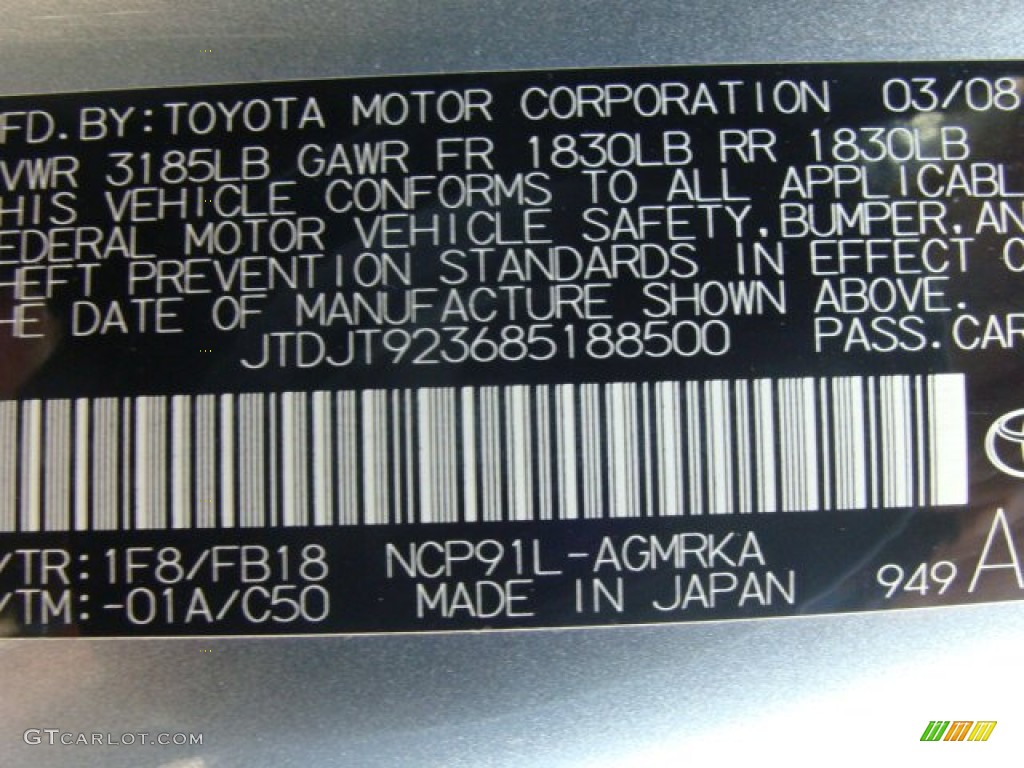 FD. BY: TOYOTA MOTOR CORPORATION 03/08
VWR 3185LB GAWR FR 1830LB RR 1830LB
HIS VEHICLE CONFORMS TO ALL APPLICABL
EDERAL MOTOR VEHICLE SAFETY, BUMPER, AN
HEFT PREVENTION STANDARDS IN EFFECT O
HE DATE OF MANUFACTURE SHOWN ABOVE.
JTDJT923685188500 PASS. CAR
/TR: 1F8/FB18 NCP91L-AGMRKA
/TM: -01A/C50 MADE IN JAPAN 949 A
GTCARLOT.COM